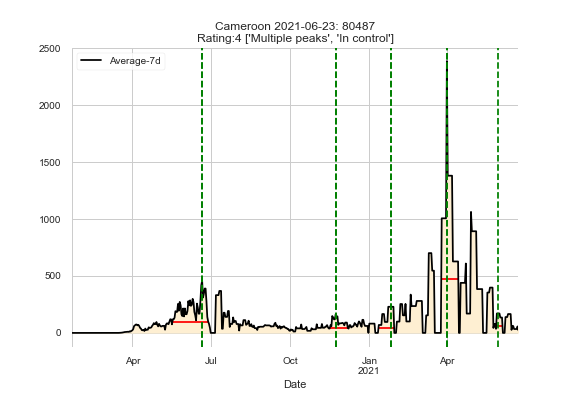 Cameroon 2021-06-23: 80487
Rating:4 ['Multiple peaks', 'In control']
Average-7d
2500
2000
1500
1000
500
0
Apr Jul Oct Jan Apr
2021
Date